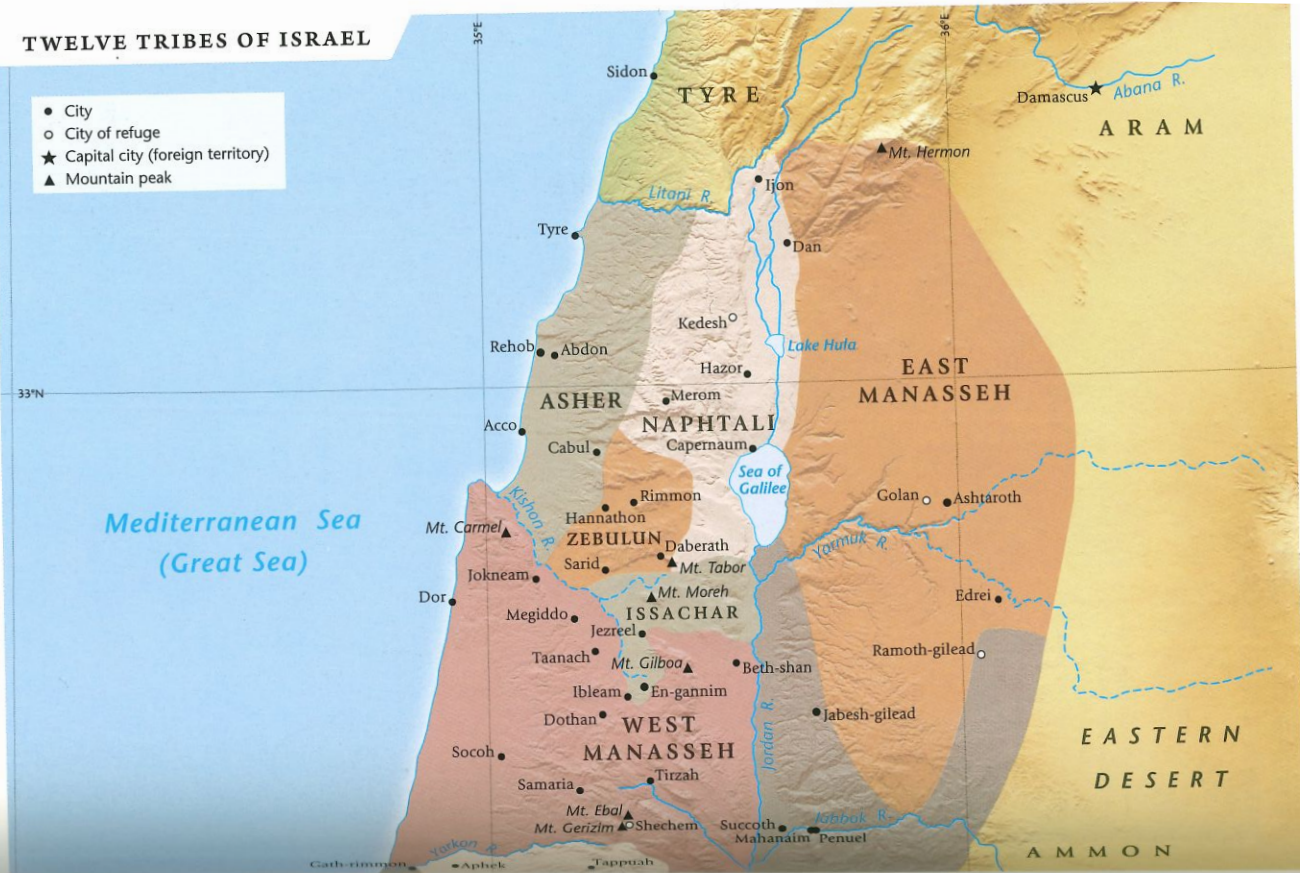 TWELVE TRIBES OF ISRAEL
35°E
36°E
City
City of refuge
Capital city (foreign territory)
Mountain peak
Sidon
TYRE
Damascus
Abana R.
ARAM
Mt. Hermon
Ijon
Litani R.
Tyre
Dan
Kedesh
Lake Hula
Rehob
Abdon
Hazor
EAST
MANASSEH
33°N
ASHER
Merom
NAPHTALI
Acco
Cabul
Capernaum
Sea of
Galilee
Kishon R.
Rimmon
Golan
Ashtaroth
Hannathon
Mediterranean Sea
(Great Sea)
Mt. Carmel
ZEBULUN
Daberath
Yarmuk R.
Sarid
Mt. Tabor
Jokneam
Mt. Moreh
Dor
Edrei
Megiddo
ISSACHAR
Jezreel
Taanach
Mt. Gilboa
Beth-shan
Ramoth-gilead
Ibleam
En-gannim
Dothan
WEST
MANASSEH
Jabesh-gilead
Jordan R.
Socoh
EASTERN
DESERT
Samaria
Tirzah
Mt. Ebal
Mt. Gerizim
Shechem
Succoth
Jabbok R.
Mahanaim
Penuel
Yarkon R.
AMMON
Gath-rimmon
Aphek
Tappuah